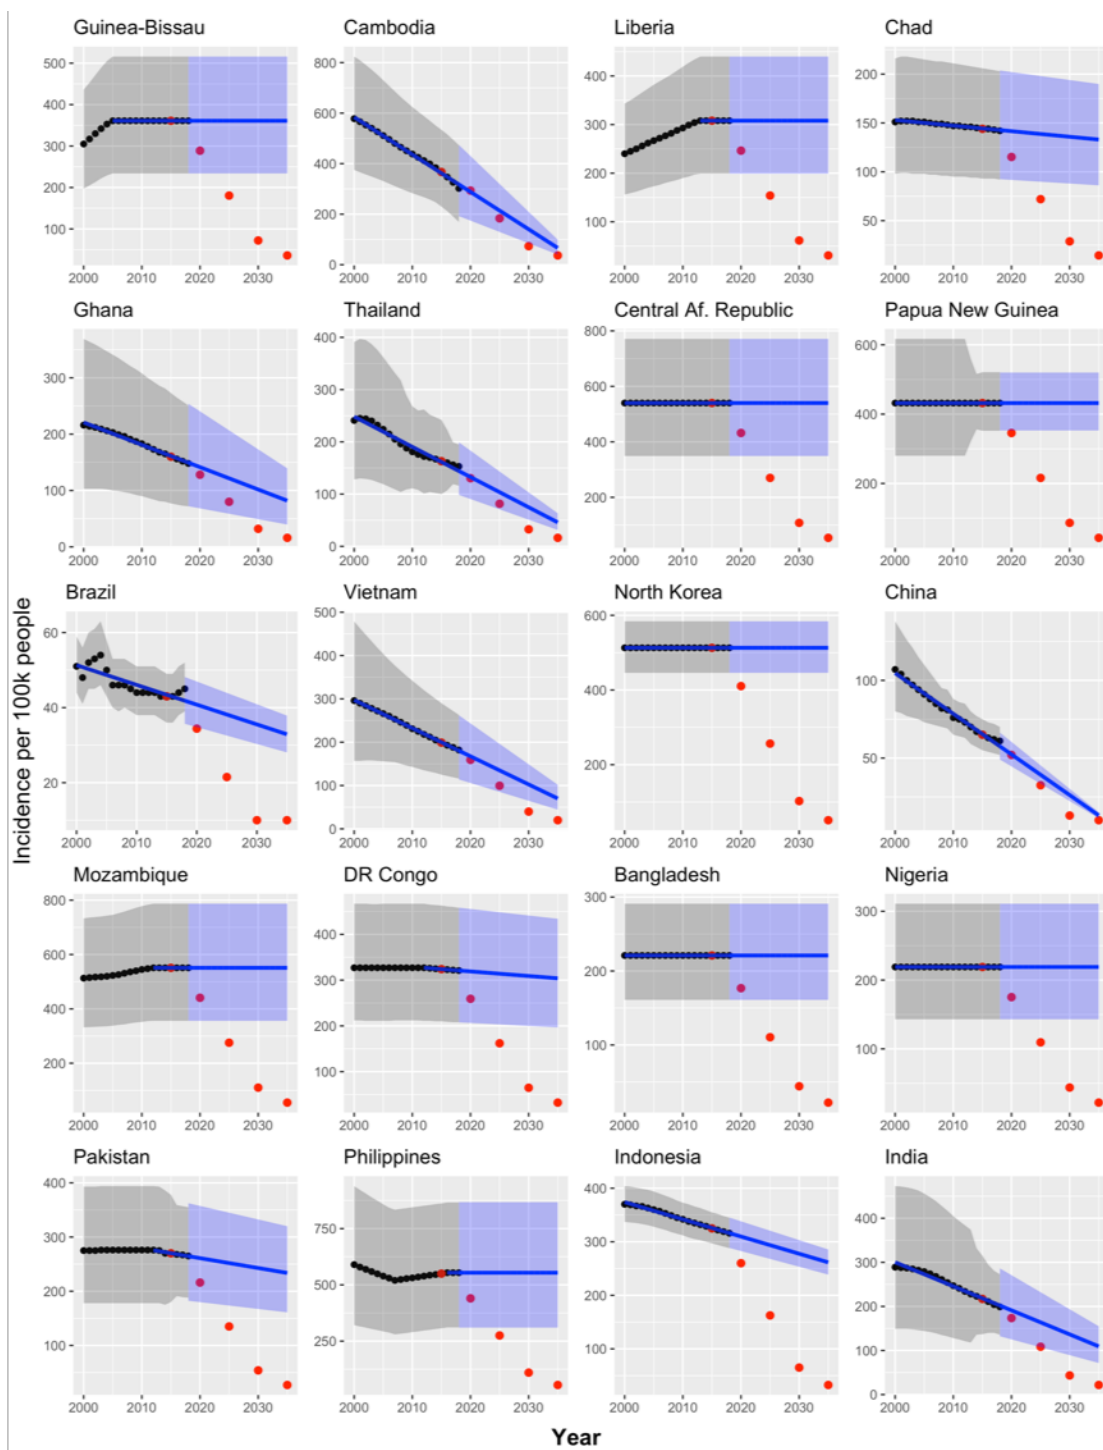 Guinea-Bissau
500
400
300
200
100
2000 2010 2020 2030
Cambodia
800
600
400
200
0
2000 2010 2020 2030
Liberia
400
300
200
100
2000 2010 2020 2030
Chad
200
150
100
50
2000 2010 2020 2030
Ghana
300
200
100
0
2000 2010 2020 2030
Thailand
400
300
200
100
0
2000 2010 2020 2030
Central Af. Republic
800
600
400
200
2000 2010 2020 2030
Papua New Guinea
600
400
200
2000 2010 2020 2030
Incidence per 100k people
Brazil
60
40
20
2000 2010 2020 2030
Vietnam
500
400
300
200
100
0
2000 2010 2020 2030
North Korea
600
400
200
2000 2010 2020 2030
China
100
50
2000 2010 2020 2030
Mozambique
800
600
400
200
2000 2010 2020 2030
DR Congo
400
300
200
100
2000 2010 2020 2030
Bangladesh
300
200
100
2000 2010 2020 2030
Nigeria
300
200
100
2000 2010 2020 2030
Pakistan
400
300
200
100
2000 2010 2020 2030
Philippines
750
500
250
2000 2010 2020 2030
Indonesia
400
300
200
100
2000 2010 2020 2030
India
400
300
200
100
0
2000 2010 2020 2030
Year